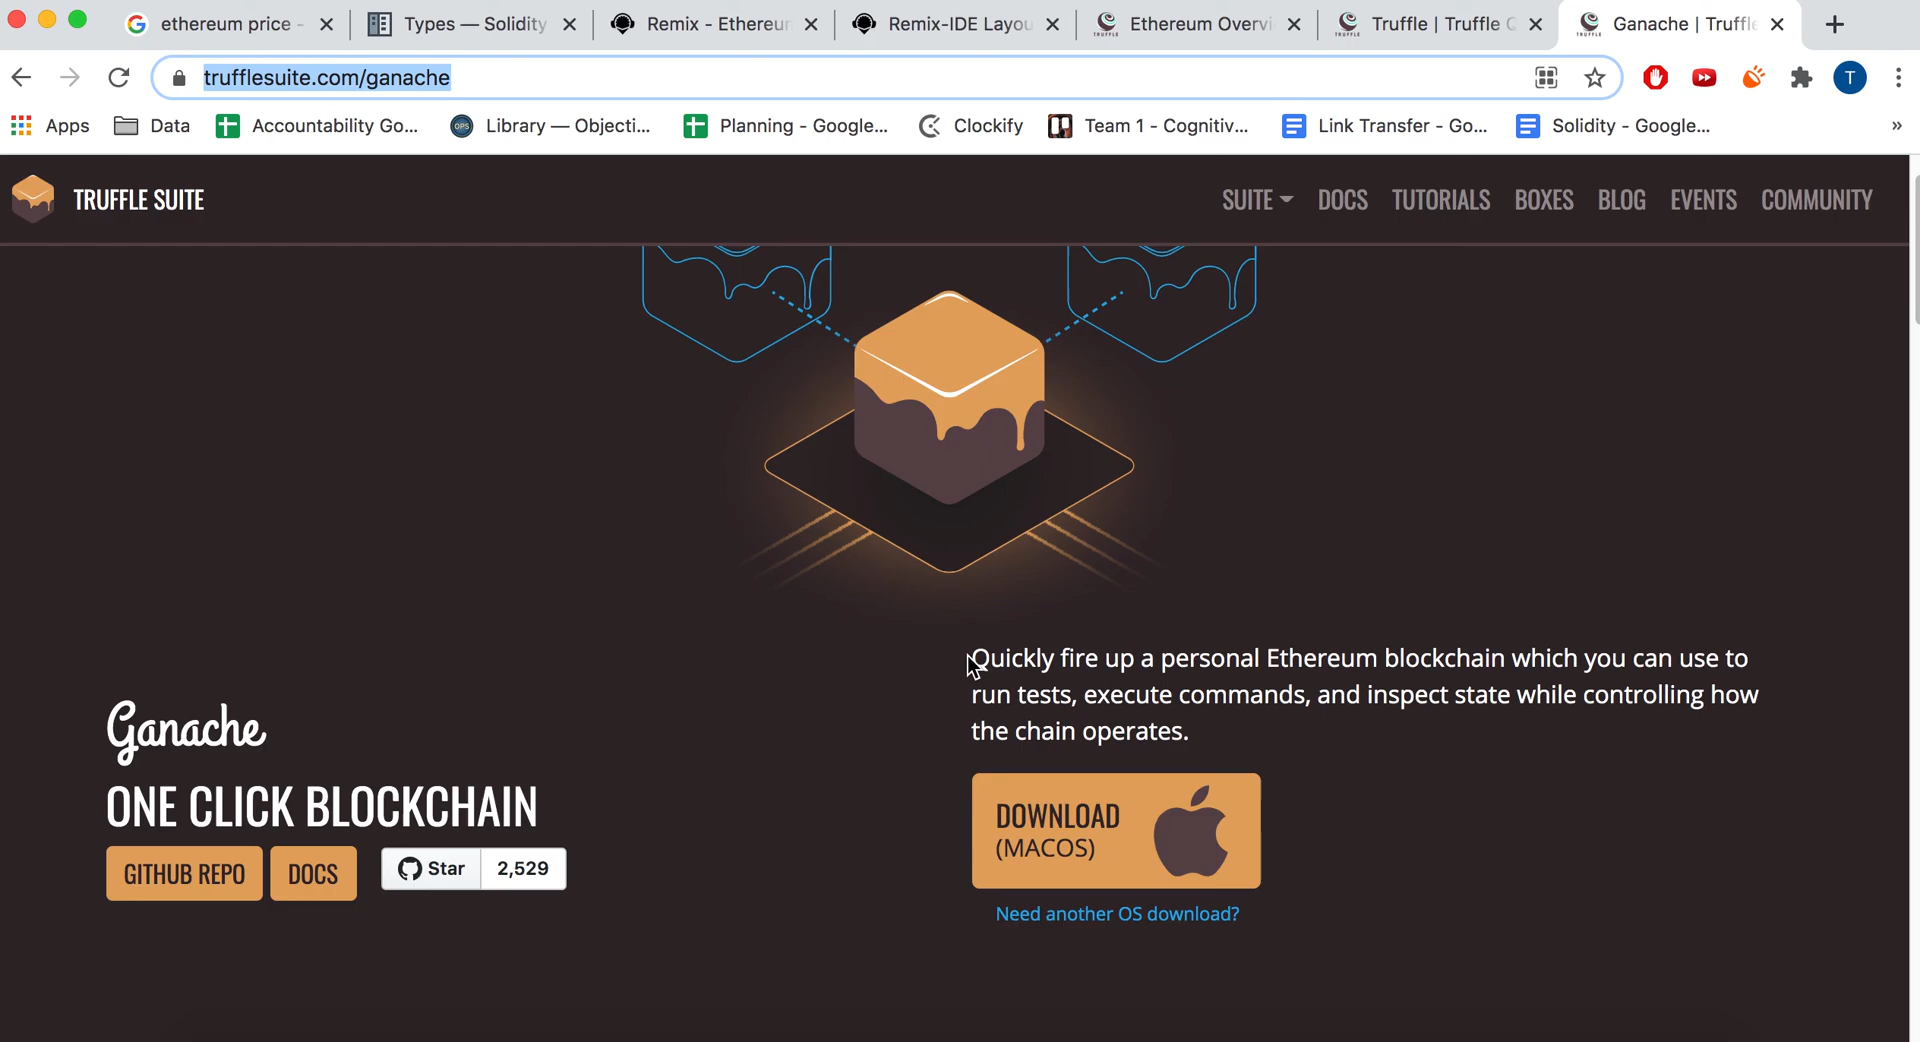 ethereum price -
Types — Solidity
Remix - Ethereum
Remix-IDE Layou
Ethereum Overvi
Truffle | Truffle
Ganache | Truffle
trufflesuite.com/ganache
T
Apps
Data
Accountability Go...
OPS
Library — Objecti...
Planning - Google...
Clockify
Team 1 - Cognitiv...
Link Transfer - Go...
Solidity - Google...
»
TRUFFLE SUITE
SUITE
DOCS
TUTORIALS
BOXES
BLOG
EVENTS
COMMUNITY
Quickly fire up a personal Ethereum blockchain which you can use to
run tests, execute commands, and inspect state while controlling how
the chain operates.
Ganache
ONE CLICK BLOCKCHAIN
GITHUB REPO
DOCS
Star
2,529
DOWNLOAD
(MACOS)
Need another OS download?